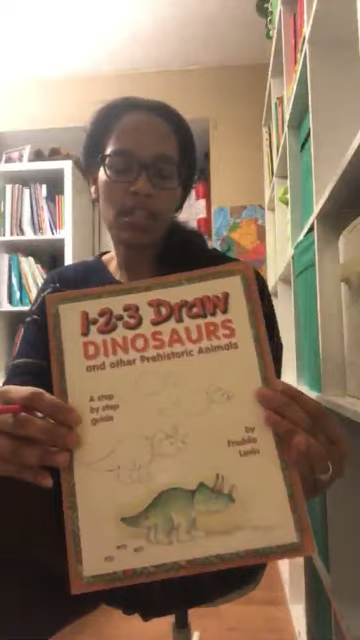 1-2-3 Draw
DINOSAURS
and other Prehistoric Animals
A step
by step
guide
by
Freddie
Levin